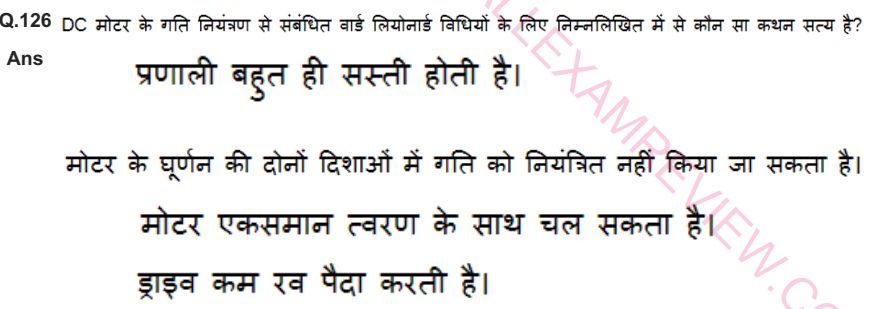 Q.126 DC मोटर के गति नियंत्रण से संबंधित वार्ड लियोनार्ड विधियों के लिए निम्नलिखित में से कौन सा कथन सत्य है?
Ans
प्रणाली बहुत ही सस्ती होती है।
मोटर के घूर्णन की दोनों दिशाओं में गति को नियंत्रित नहीं किया जा सकता है।
मोटर एकसमान त्वरण के साथ चल सकता है।
ड्राइव कम रव पैदा करती है।
ALLEXAMREVIEW.CO